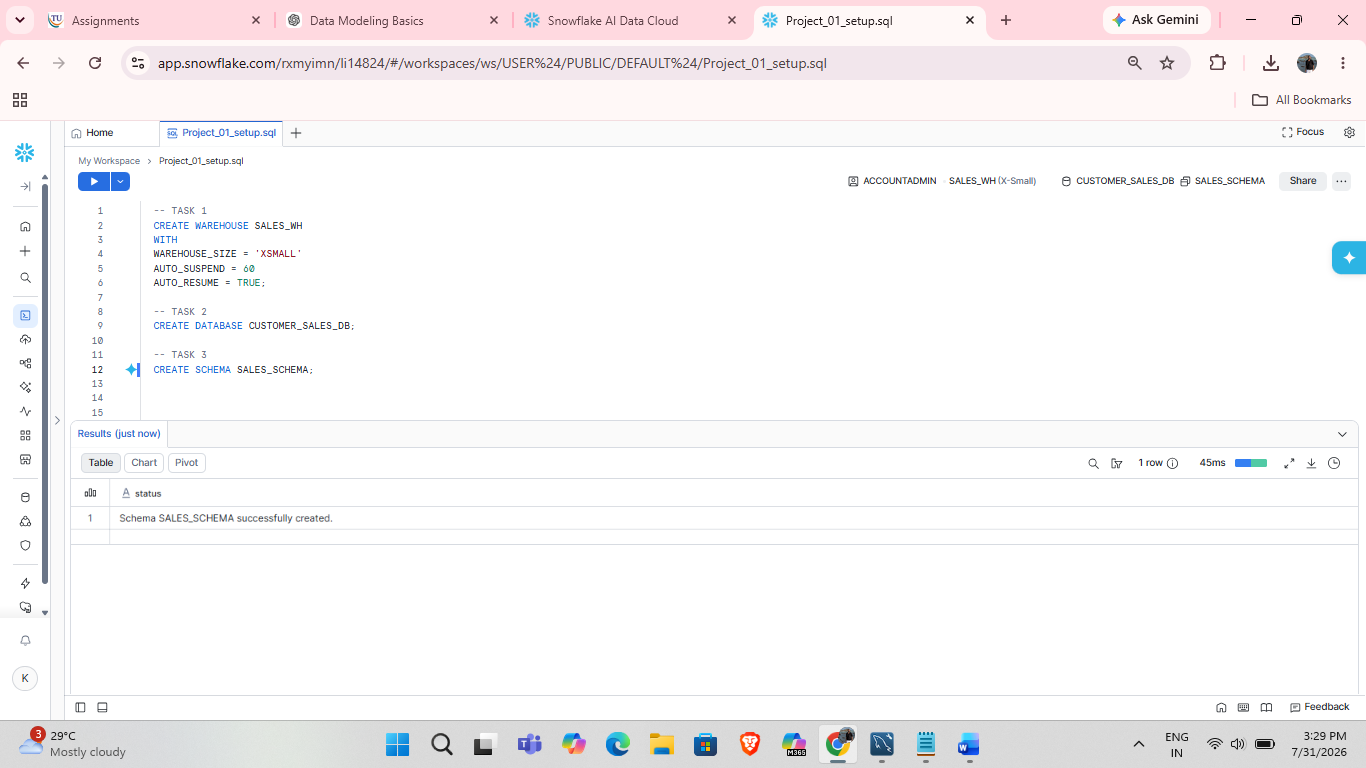 Assignments
Data Modeling Basics
Snowflake AI Data Cloud
Project_01_setup.sql
Ask Gemini
app.snowflake.com/rxmyimn/li14824/#/workspaces/ws/USER%24/PUBLIC/DEFAULT%24/Project_01_setup.sql
All Bookmarks
Home
Project_01_setup.sql
Focus
My Workspace > Project_01_setup.sql
ACCOUNTADMIN · SALES_WH (X-Small)
CUSTOMER_SALES_DB
SALES_SCHEMA
Share
1 -- TASK 1
2 CREATE WAREHOUSE SALES_WH
3 WITH
4 WAREHOUSE_SIZE = 'XSMALL'
5 AUTO_SUSPEND = 60
6 AUTO_RESUME = TRUE;
7
8 -- TASK 2
9 CREATE DATABASE CUSTOMER_SALES_DB;
10
11 -- TASK 3
12 CREATE SCHEMA SALES_SCHEMA;
13
14
15
Results (just now)
Table Chart Pivot
1 row
45ms
A status
1 Schema SALES_SCHEMA successfully created.
K
Feedback
3
29°C
Mostly cloudy
M365
ENG
IN
3:29 PM
7/31/2026